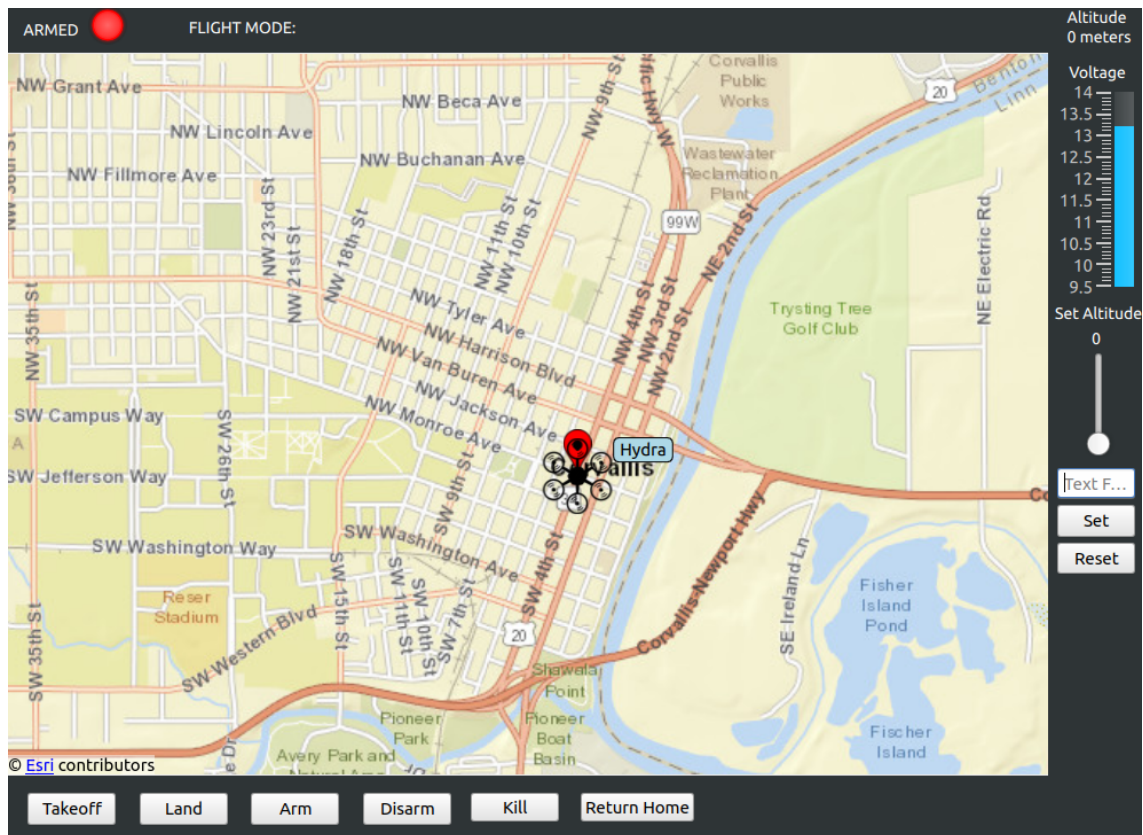 ARMED
FLIGHT MODE:
Altitude
0 meters
Voltage
14
13.5
13
12.5
12
11.5
11
10.5
10
9.5
Set Altitude
0
Text F...
Set
Reset
NW Grant Ave
NW Beca Ave
NW Lincoln Ave
NW Buchanan Ave
NW Fillmore Ave
NW 23rd St
NW 21st St
NW 18th St
NW 11th St
NW 10th St
NW 9th St
Hwy W
Corvallis
Public
Works
20
Benton
Linn
Wastewater
Reclamation
Plant
99W
NE 2nd St
NE Electric Rd
NW 4th St
NW 3rd St
NW 2nd St
Trysting Tree
Golf Club
NW Tyler Ave
NW Harrison Blvd
NW Van Buren Ave
NW Jackson Ave
NW Monroe Ave
NW 35th St
SW Campus Way
A
SW 26th St
SW Jefferson Way
SW 9th St
Hydra
Corvallis
SW Washington Way
SW Washington Ave
SW 4th St
Corvallis-Newport Hwy
SE Ireland Ln
Reser
Stadium
SW 15th St
SW 11th St
SW 10th St
SW 7th St
SW Western Blvd
SW 35th St
20
Fisher
Island
Pond
Shawala
Point
Pioneer
Park
Pioneer
Boat
Basin
Fischer
Island
Avery Park and
© Esri contributors
Takeoff
Land
Arm
Disarm
Kill
Return Home